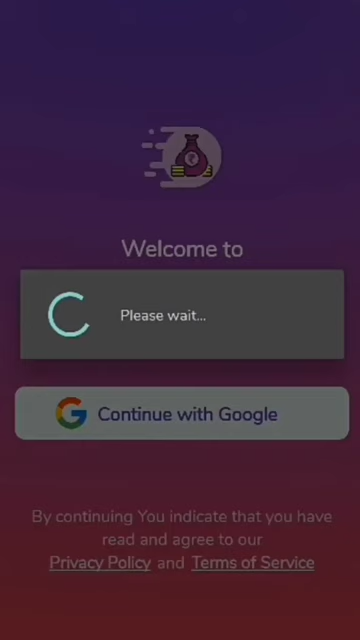 Welcome to
Please wait...
Continue with Google
By continuing You indicate that you have
read and agree to our
Privacy Policy and Terms of Service